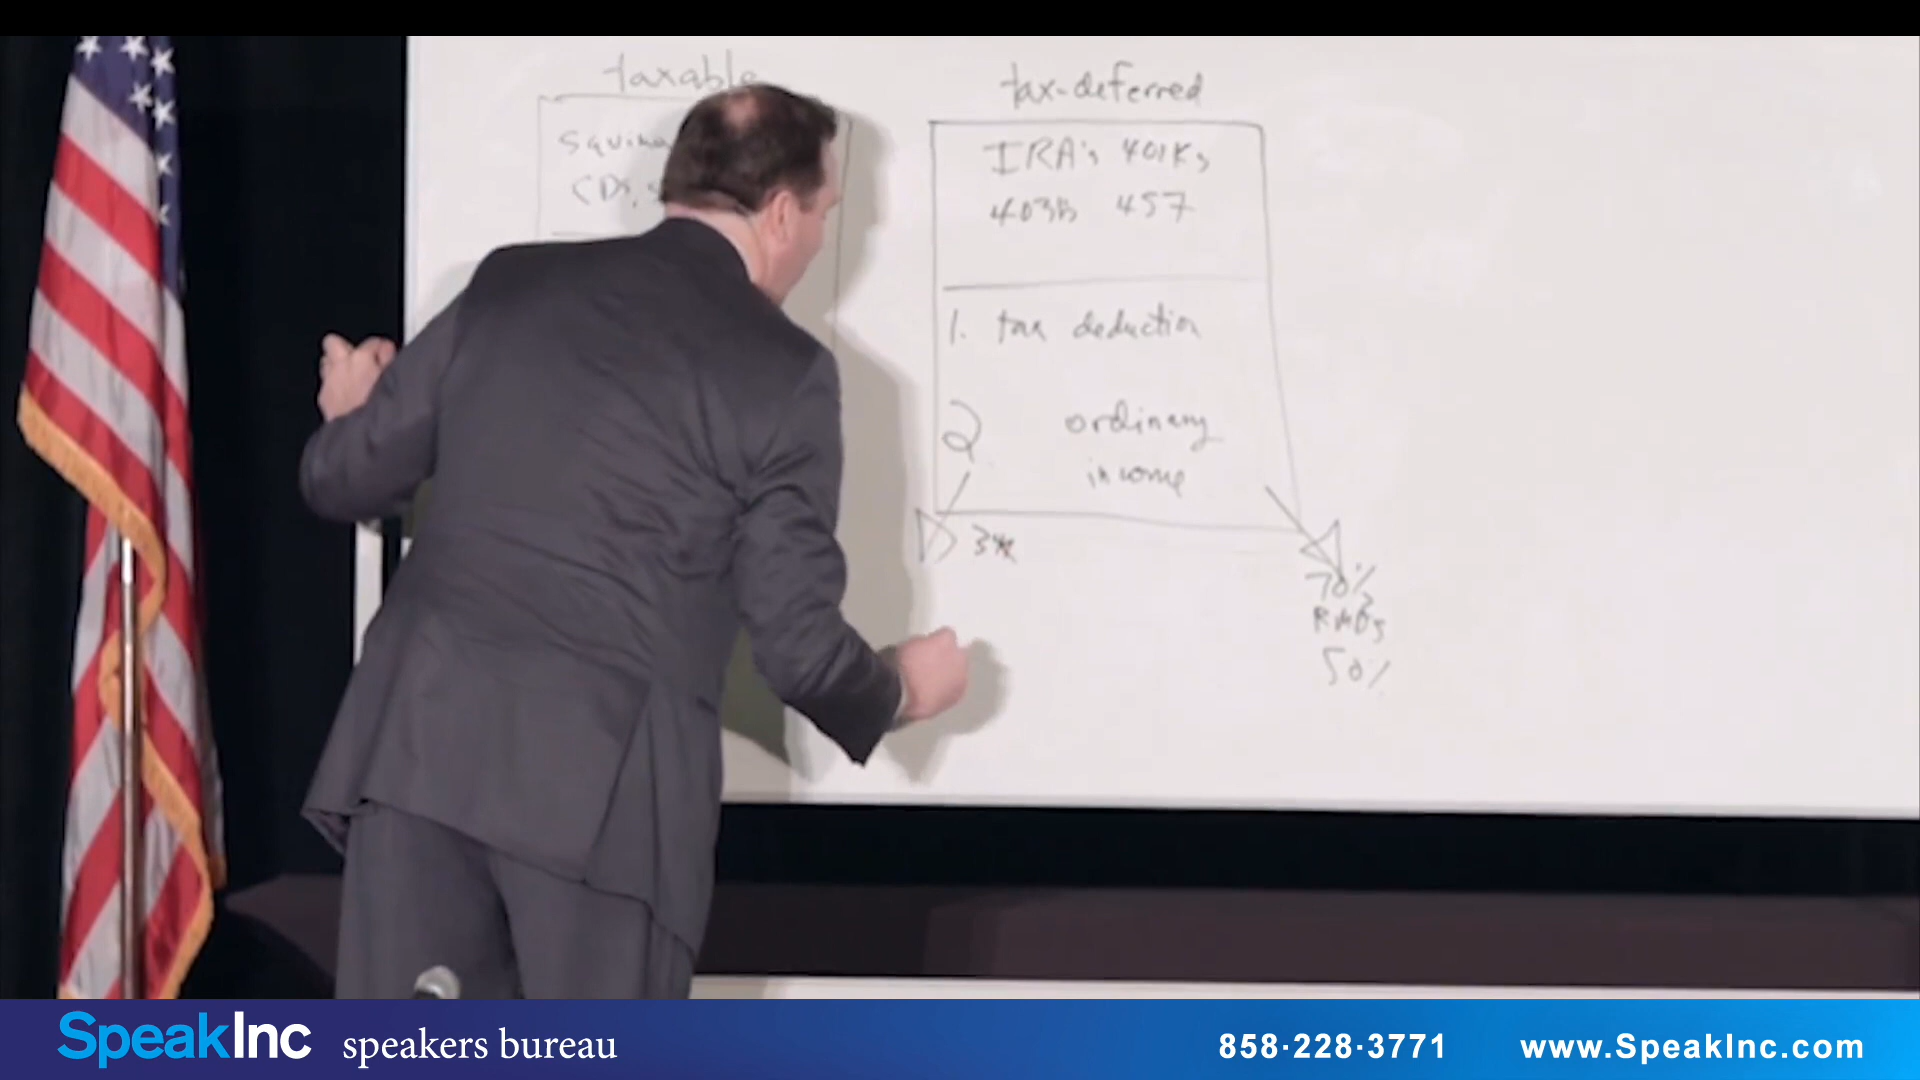 taxable
CDs,
tax-deferred
IRA's 401Ks
403B 457
1. tax deduction
2 ordinary
income
70½
RMDs
50%
SpeakInc speakers bureau
858·228·3771
www.SpeakInc.com